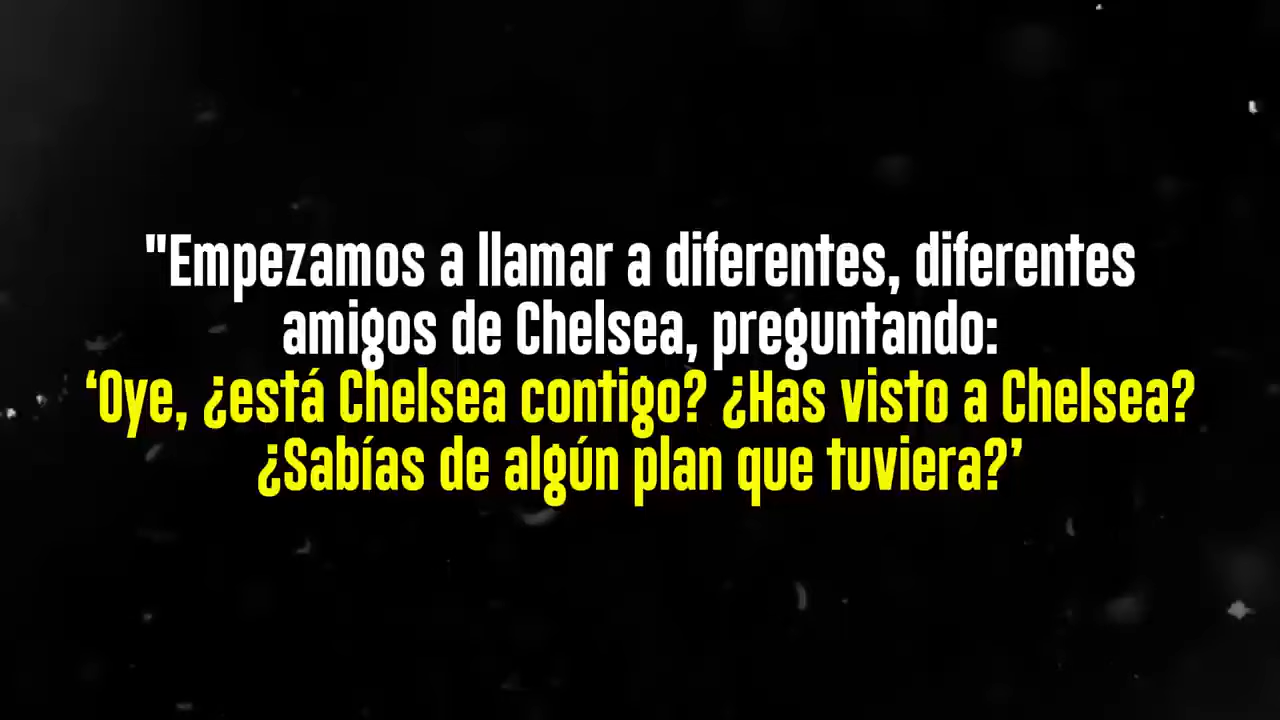 "Empezamos a llamar a diferentes, diferentes
amigos de Chelsea, preguntando:
‘Oye, ¿está Chelsea contigo? ¿Has visto a Chelsea?
¿Sabías de algún plan que tuviera?’